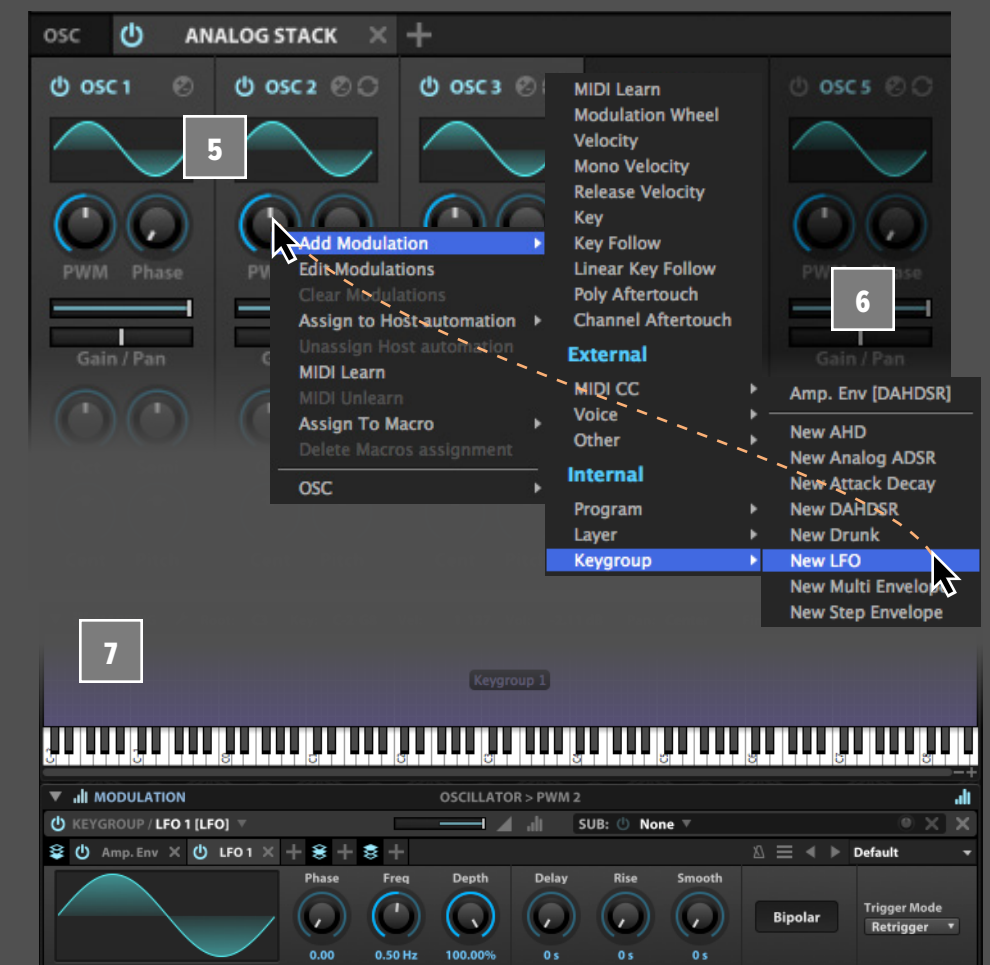 OSC ANALOG STACK
OSC 1 OSC 2 OSC 3 OSC 5
5
PWM Phase
Gain / Pan
Add Modulation
Edit Modulations
Clear Modulations
Assign to Host automation
Unassign Host automation
MIDI Learn
MIDI Unlearn
Assign To Macro
Delete Macros assignment
OSC
MIDI Learn
Modulation Wheel
Velocity
Mono Velocity
Release Velocity
Key
Key Follow
Linear Key Follow
Poly Aftertouch
Channel Aftertouch
External
MIDI CC
Voice
Other
Internal
Program
Layer
Keygroup
6
Gain / Pan
Amp. Env [DAHDSR]
New AHD
New Analog ADSR
New Attack Decay
New DAHDSR
New Drunk
New LFO
New Multi Envelope
New Step Envelope
7
Keygroup 1
MODULATION OSCILLATOR > PWM 2
KEYGROUP / LFO 1 [LFO] SUB: None
Amp. Env LFO 1 Default
Phase Freq Depth Delay Rise Smooth
Bipolar
Trigger Mode
Retrigger
0.00 0.50 Hz 100.00% 0 s 0 s 0 s